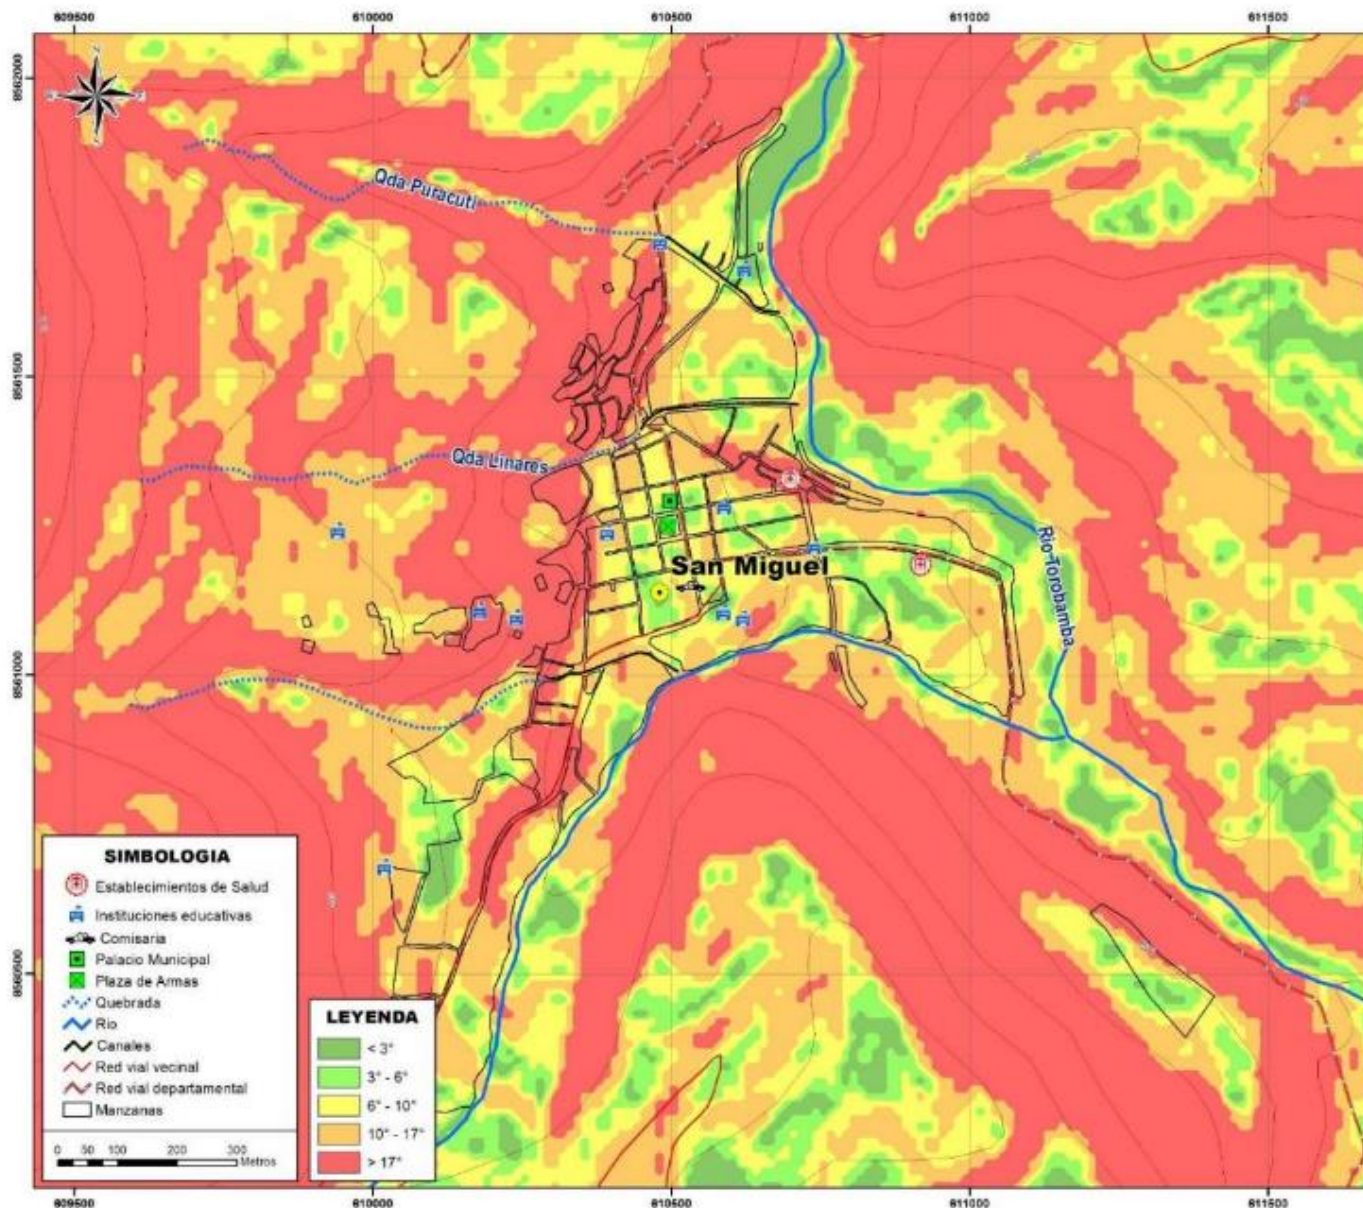 609500 610000 610500 611000 611500
8562000
Qda Puracuti
8561500
Qda Linares
San Miguel
Rio Torobamba
8561000
8560500
SIMBOLOGIA
Establecimientos de Salud
Instituciones educativas
Comisaria
Palacio Municipal
Plaza de Armas
Quebrada
Rio
Canales
Red vial vecinal
Red vial departamental
Manzanas
0 50 100 200 300
Metros
LEYENDA
< 3°
3° - 6°
6° - 10°
10° - 17°
> 17°
609500 610000 610500 611000 611500